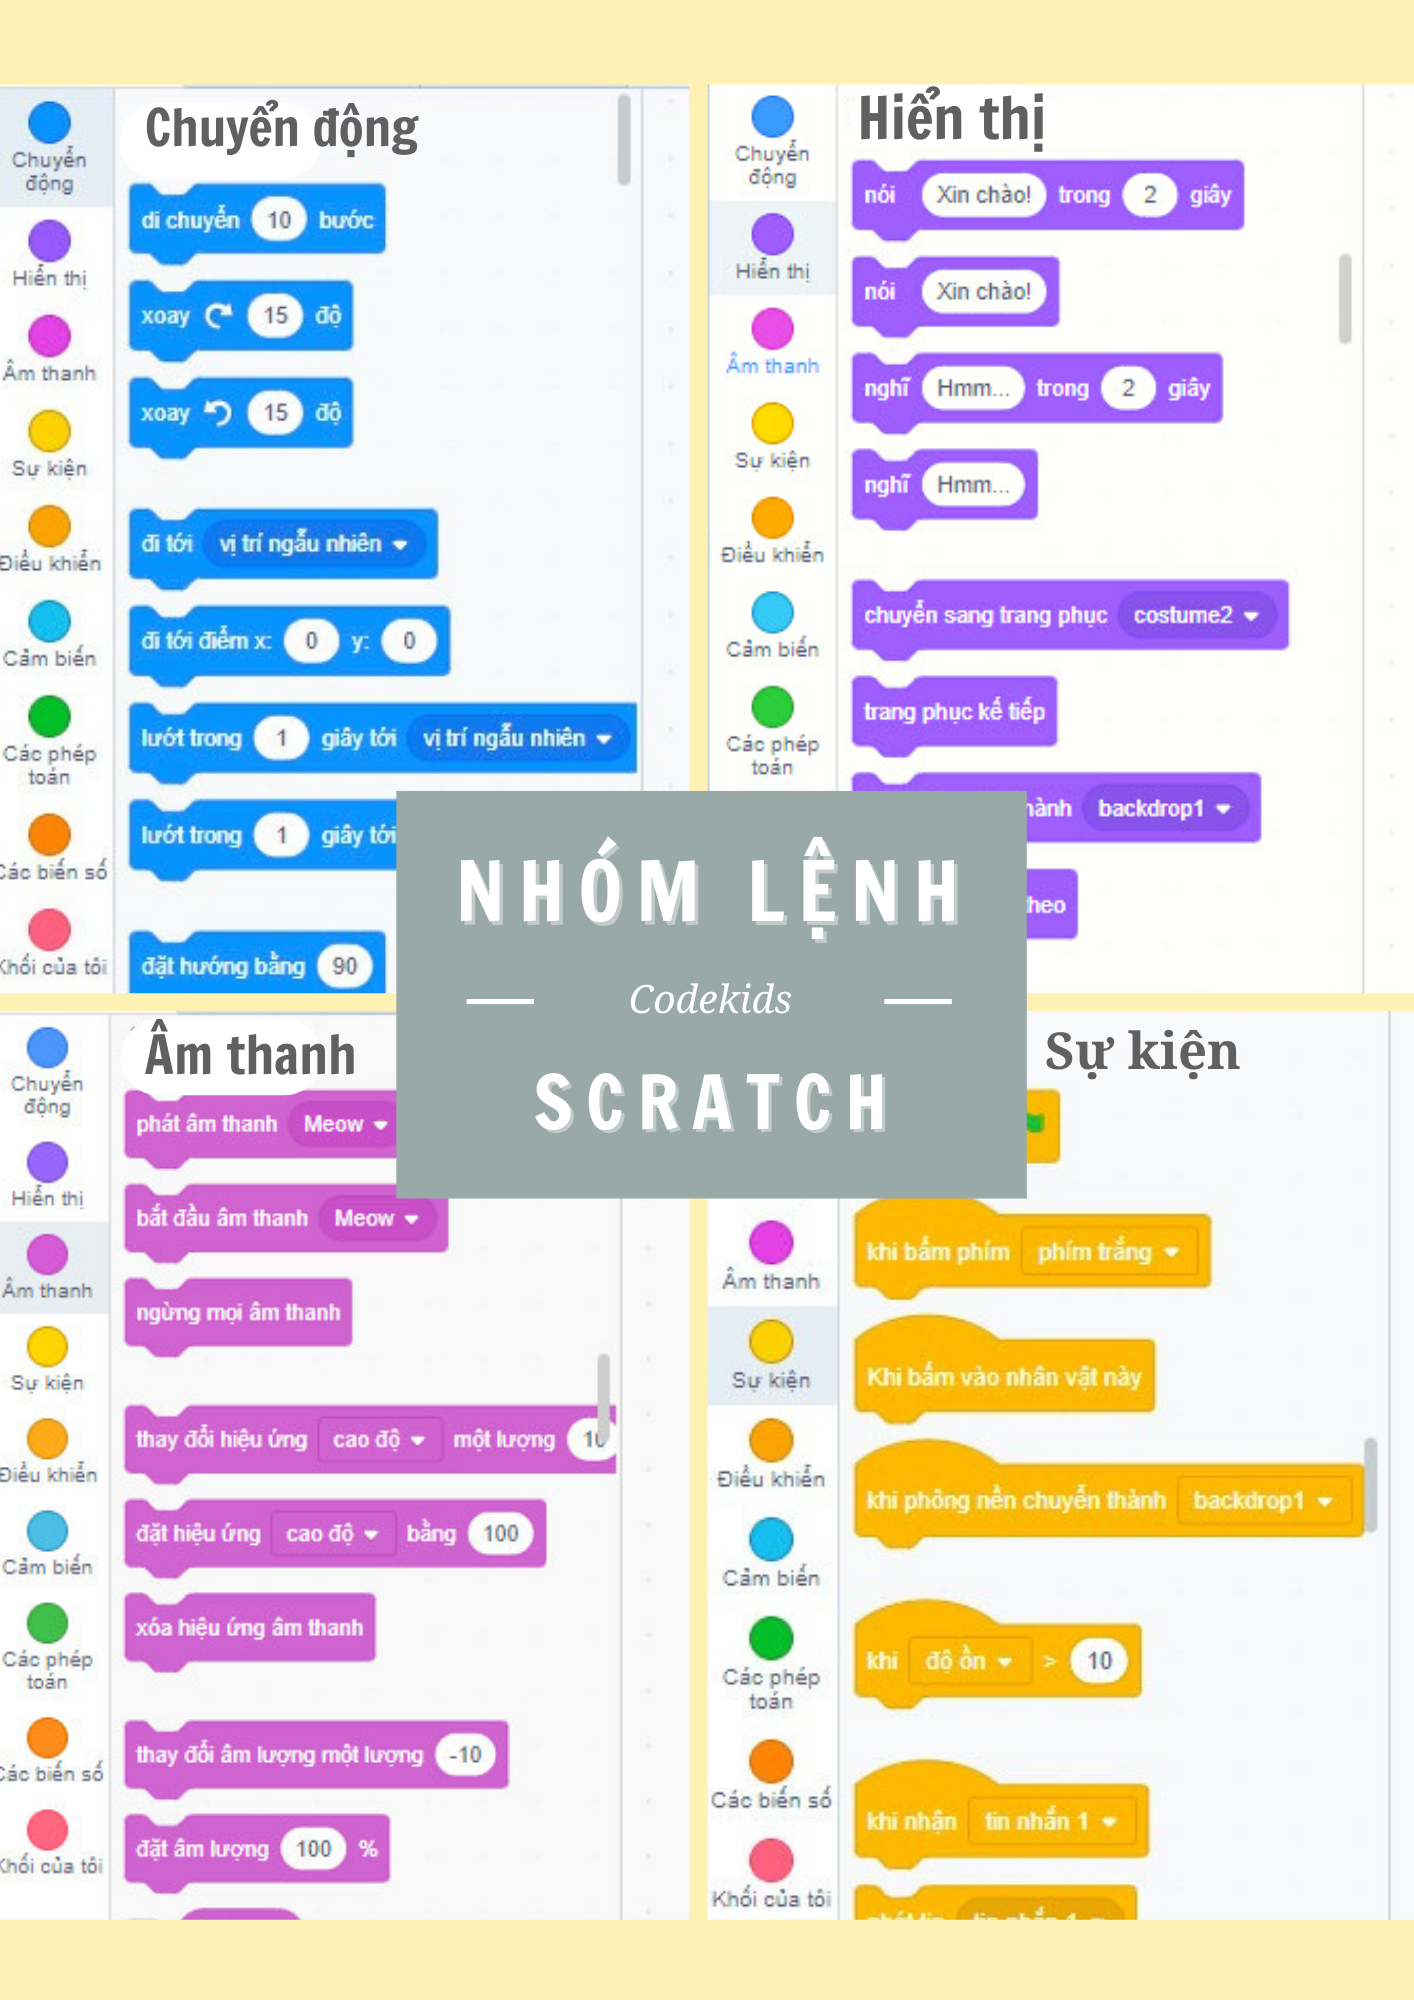 Chuyển động
Chuyển
động
Hiển thị
Âm thanh
Sự kiện
Điều khiển
Cảm biến
Các phép
toán
Các biến số
Khối của tôi
di chuyển 10 bước
xoay 15 độ
xoay 15 độ
đi tới vị trí ngẫu nhiên
đi tới điểm x: 0 y: 0
lướt trong 1 giây tới vị trí ngẫu nhiên
lướt trong 1 giây tới
đặt hướng bằng 90
Hiển thị
Chuyển
động
Hiển thị
Âm thanh
Sự kiện
Điều khiển
Cảm biến
Các phép
toán
nói Xin chào! trong 2 giây
nói Xin chào!
nghĩ Hmm... trong 2 giây
nghĩ Hmm...
chuyển sang trang phục costume2
trang phục kế tiếp
hành backdrop1
theo
NHÓM LỆNH
Codekids
SCRATCH
Âm thanh
Chuyển
động
Hiển thị
Âm thanh
Sự kiện
Điều khiển
Cảm biến
Các phép
toán
Các biến số
Khối của tôi
phát âm thanh Meow
bắt đầu âm thanh Meow
ngừng mọi âm thanh
thay đổi hiệu ứng cao độ một lượng 10
đặt hiệu ứng cao độ bằng 100
xóa hiệu ứng âm thanh
thay đổi âm lượng một lượng -10
đặt âm lượng 100 %
Sự kiện
Âm thanh
Sự kiện
Điều khiển
Cảm biến
Các phép
toán
Các biến số
Khối của tôi
khi bấm phím phím trắng
Khi bấm vào nhân vật này
khi phông nền chuyển thành backdrop1
khi độ ồn > 10
khi nhận tin nhắn 1